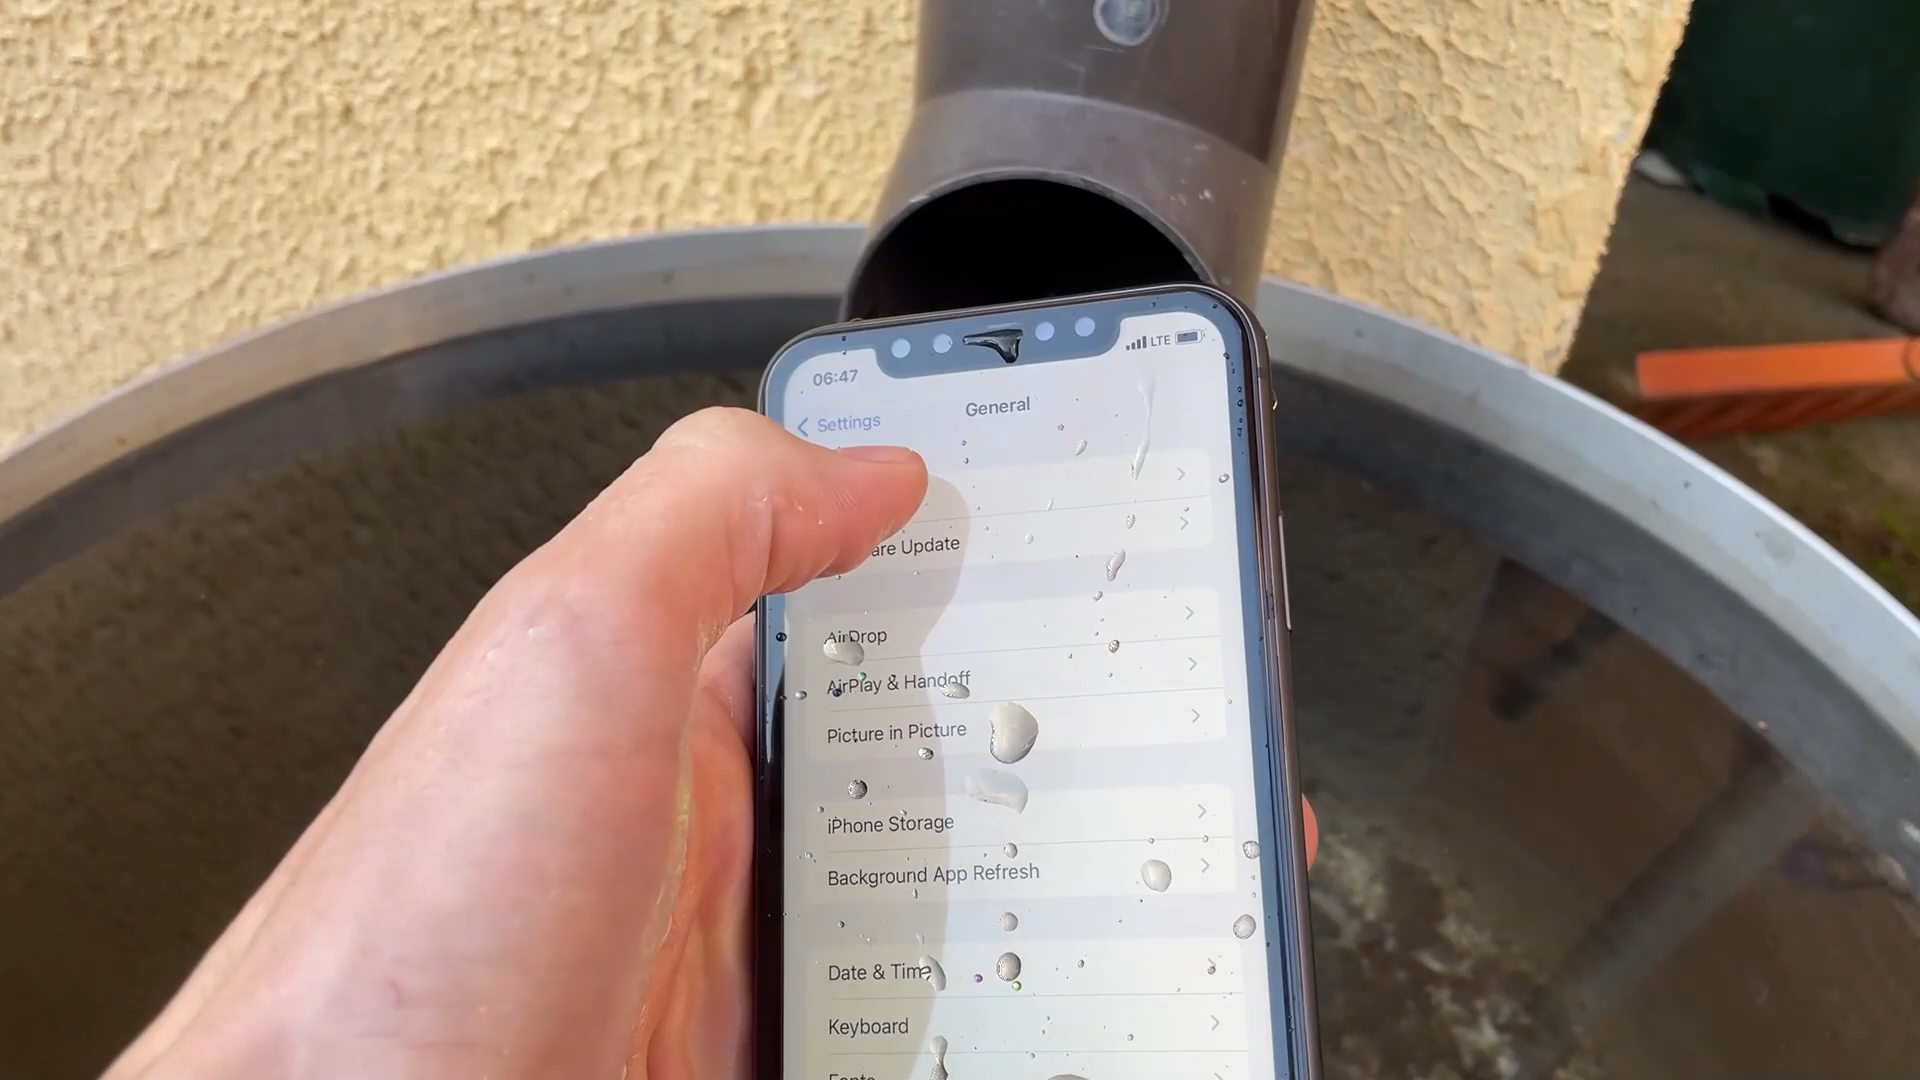 06:47
LTE
Settings
General
are Update
AirDrop
AirPlay & Handoff
Picture in Picture
iPhone Storage
Background App Refresh
Date & Time
Keyboard
Fonts